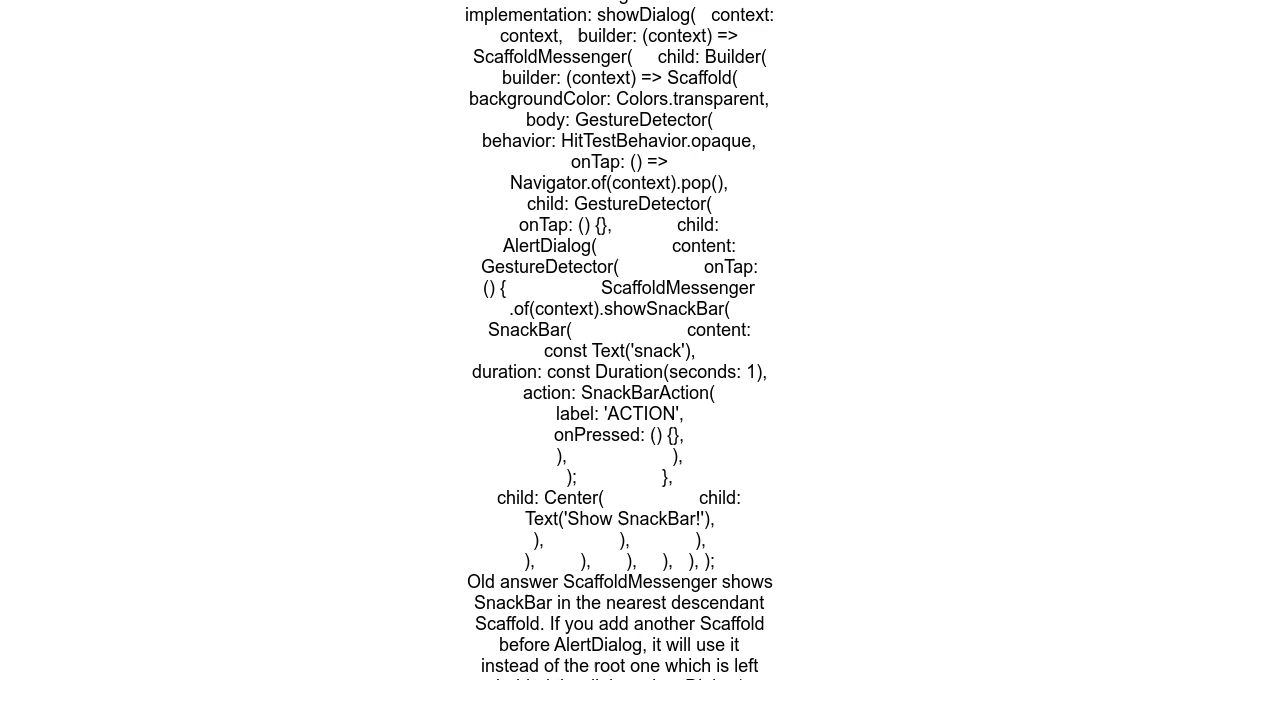 implementation: showDialog(   context:
context,   builder: (context) =>
ScaffoldMessenger(     child: Builder(
builder: (context) => Scaffold(
backgroundColor: Colors.transparent,
body: GestureDetector(
behavior: HitTestBehavior.opaque,
onTap: () =>
Navigator.of(context).pop(),
child: GestureDetector(
onTap: () {},             child:
AlertDialog(               content:
GestureDetector(                 onTap:
() {                   ScaffoldMessenger
.of(context).showSnackBar(
SnackBar(                       content:
const Text('snack'),
duration: const Duration(seconds: 1),
action: SnackBarAction(
label: 'ACTION',
onPressed: () {},
),                     ),
);                 },
child: Center(                   child:
Text('Show SnackBar!'),
),               ),             ),
),         ),       ),     ),   ), );
Old answer ScaffoldMessenger shows
SnackBar in the nearest descendant
Scaffold. If you add another Scaffold
before AlertDialog, it will use it
instead of the root one which is left